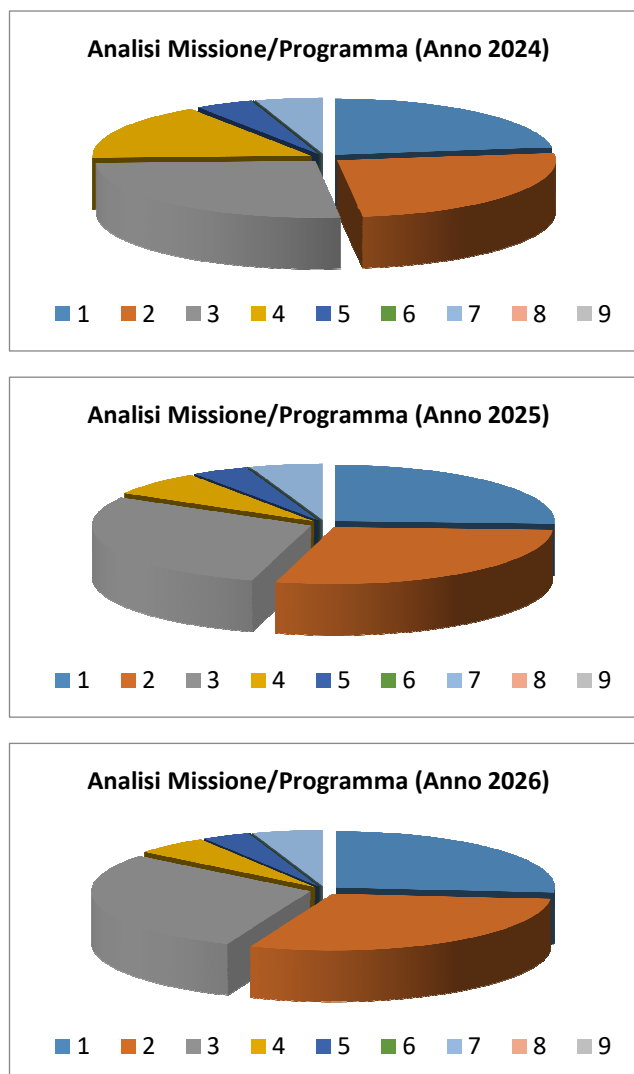 Analisi Missione/Programma (Anno 2024)
1 2 3 4 5 6 7 8 9
Analisi Missione/Programma (Anno 2025)
1 2 3 4 5 6 7 8 9
Analisi Missione/Programma (Anno 2026)
1 2 3 4 5 6 7 8 9